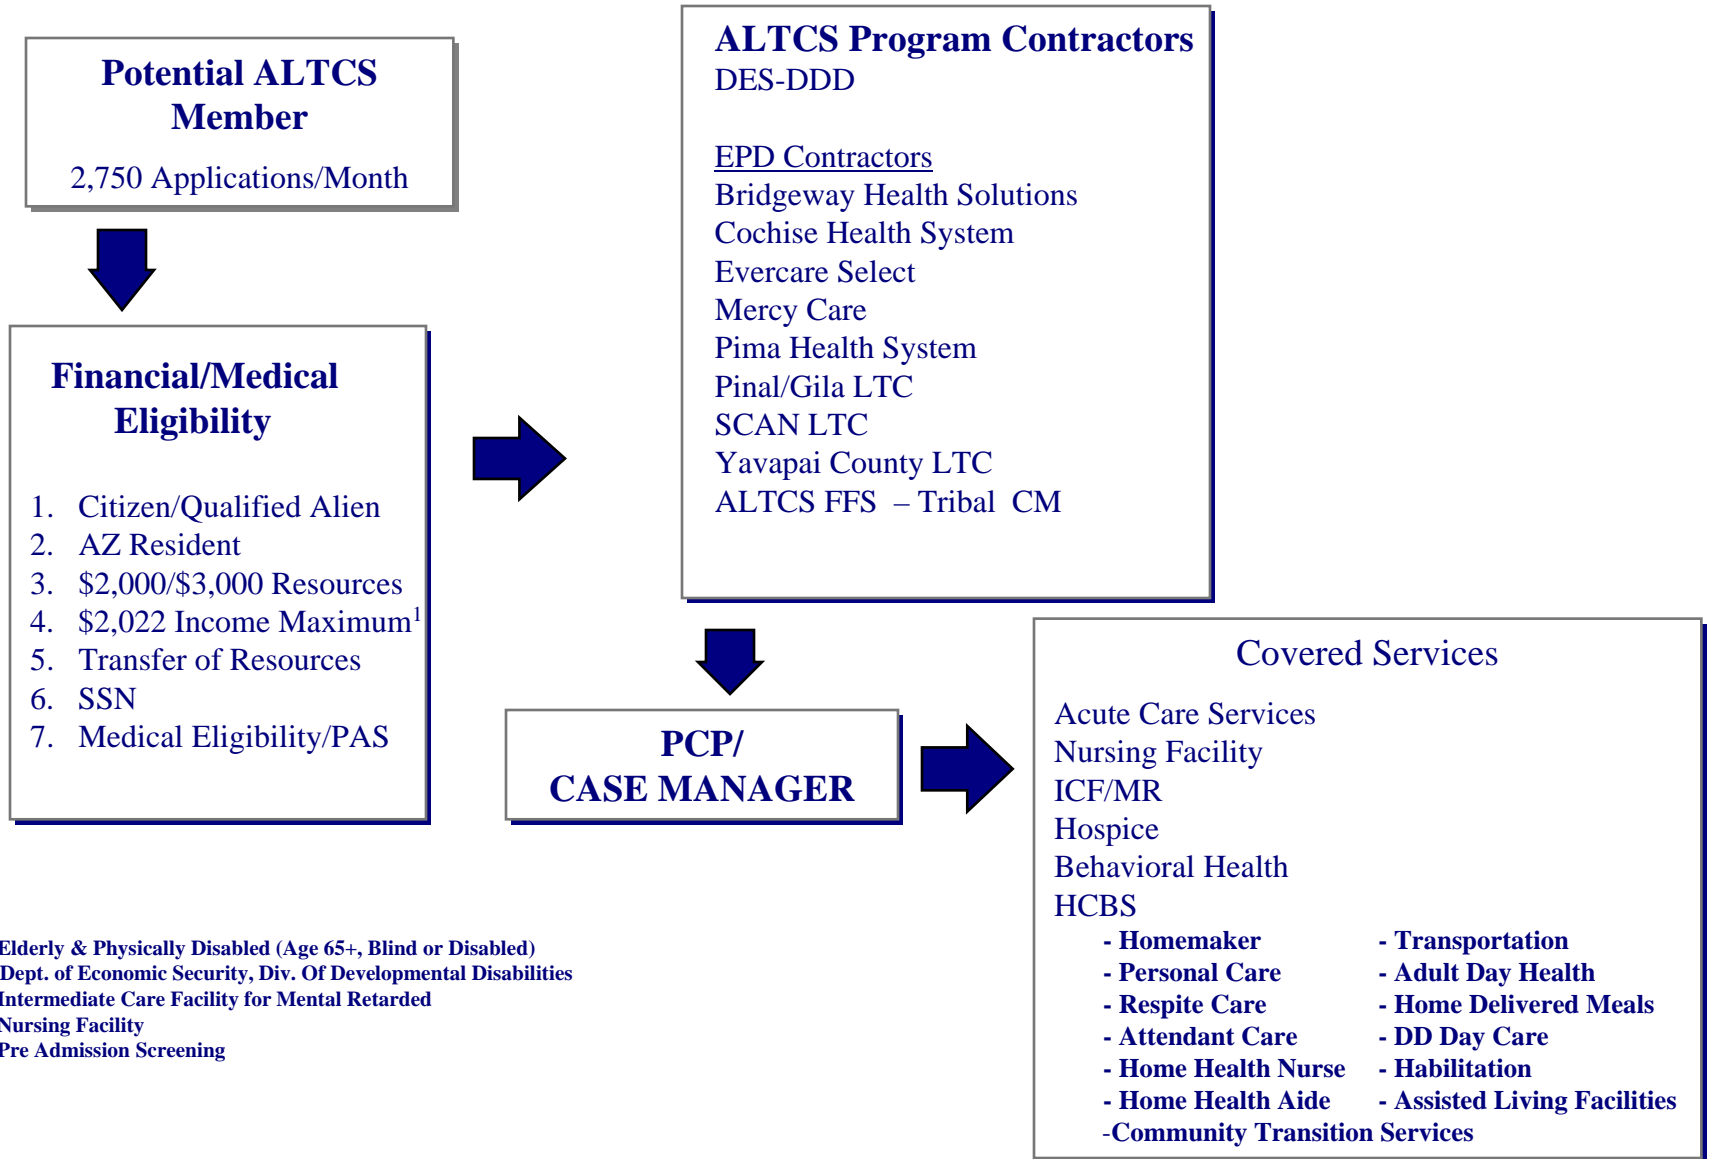 Potential ALTCS
Member
2,750 Applications/Month
Financial/Medical
Eligibility
1. Citizen/Qualified Alien
2. AZ Resident
3. $2,000/$3,000 Resources
4. $2,022 Income Maximum1
5. Transfer of Resources
6. SSN
7. Medical Eligibility/PAS
ALTCS Program Contractors
DES-DDD
EPD Contractors
Bridgeway Health Solutions
Cochise Health System
Evercare Select
Mercy Care
Pima Health System
Pinal/Gila LTC
SCAN LTC
Yavapai County LTC
ALTCS FFS – Tribal CM
PCP/
CASE MANAGER
Covered Services
Acute Care Services
Nursing Facility
ICF/MR
Hospice
Behavioral Health
HCBS
- Homemaker - Transportation
- Personal Care - Adult Day Health
- Respite Care - Home Delivered Meals
- Attendant Care - DD Day Care
- Home Health Nurse - Habilitation
- Home Health Aide - Assisted Living Facilities
-Community Transition Services
Elderly & Physically Disabled (Age 65+, Blind or Disabled)
Dept. of Economic Security, Div. Of Developmental Disabilities
Intermediate Care Facility for Mental Retarded
Nursing Facility
Pre Admission Screening